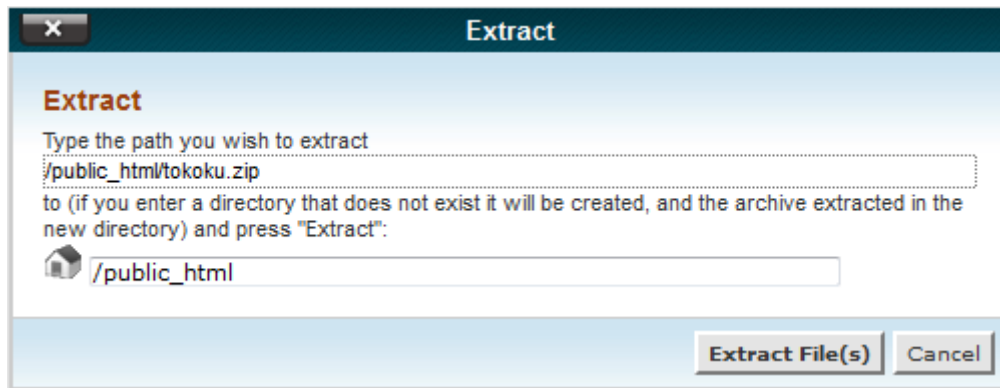 Extract
Extract
Type the path you wish to extract
/public_html/tokoku.zip
to (if you enter a directory that does not exist it will be created, and the archive extracted in the
new directory) and press "Extract":
/public_html
Extract File(s) Cancel